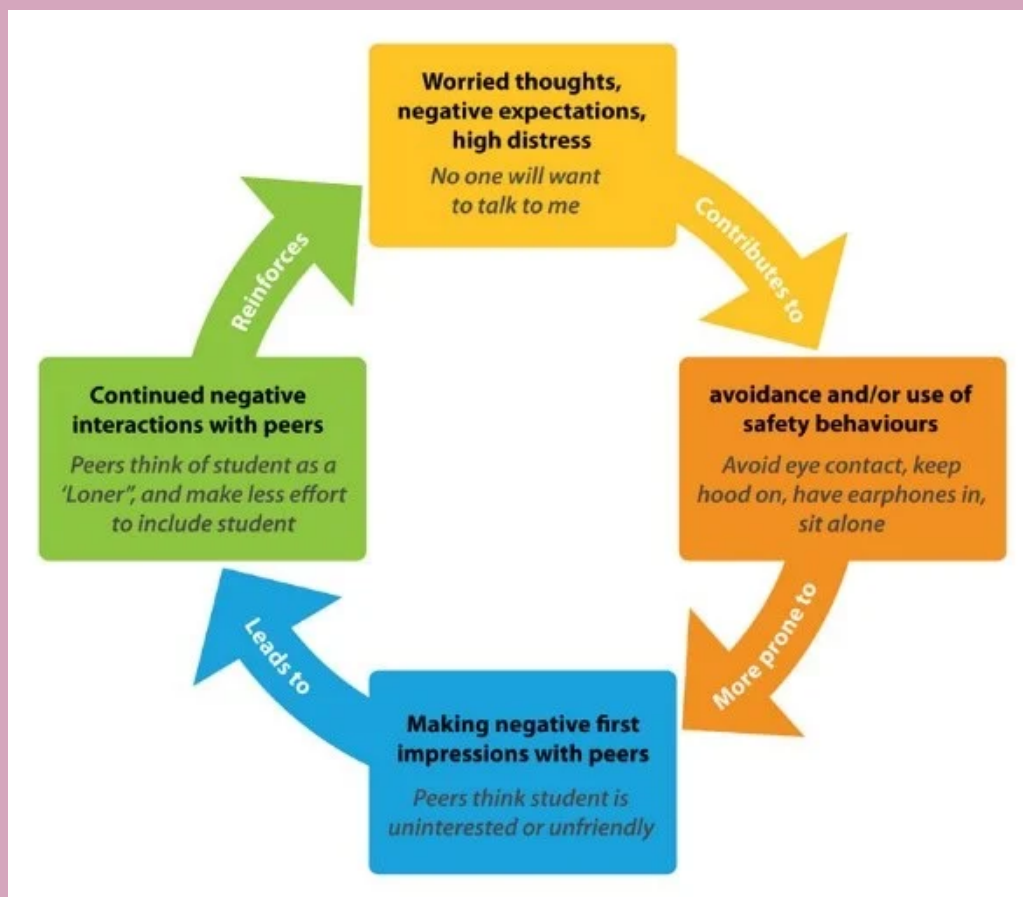 Worried thoughts,
negative expectations,
high distress
No one will want
to talk to me
Contributes to
avoidance and/or use of
safety behaviours
Avoid eye contact, keep
hood on, have earphones in,
sit alone
More prone to
Making negative first
impressions with peers
Peers think student is
uninterested or unfriendly
Leads to
Continued negative
interactions with peers
Peers think of student as a
‘Loner”, and make less effort
to include student
Reinforces